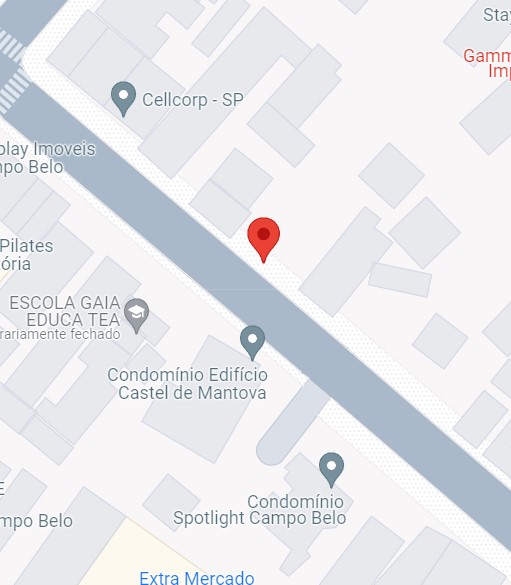 Stay
Gamm
Imp
Cellcorp - SP
play Imoveis
mpo Belo
Pilates
ória
ESCOLA GAIA
EDUCA TEA
rariamente fechado
Condomínio Edifício
Castel de Mantova
Condomínio
Spotlight Campo Belo
E
mpo Belo
Extra Mercado